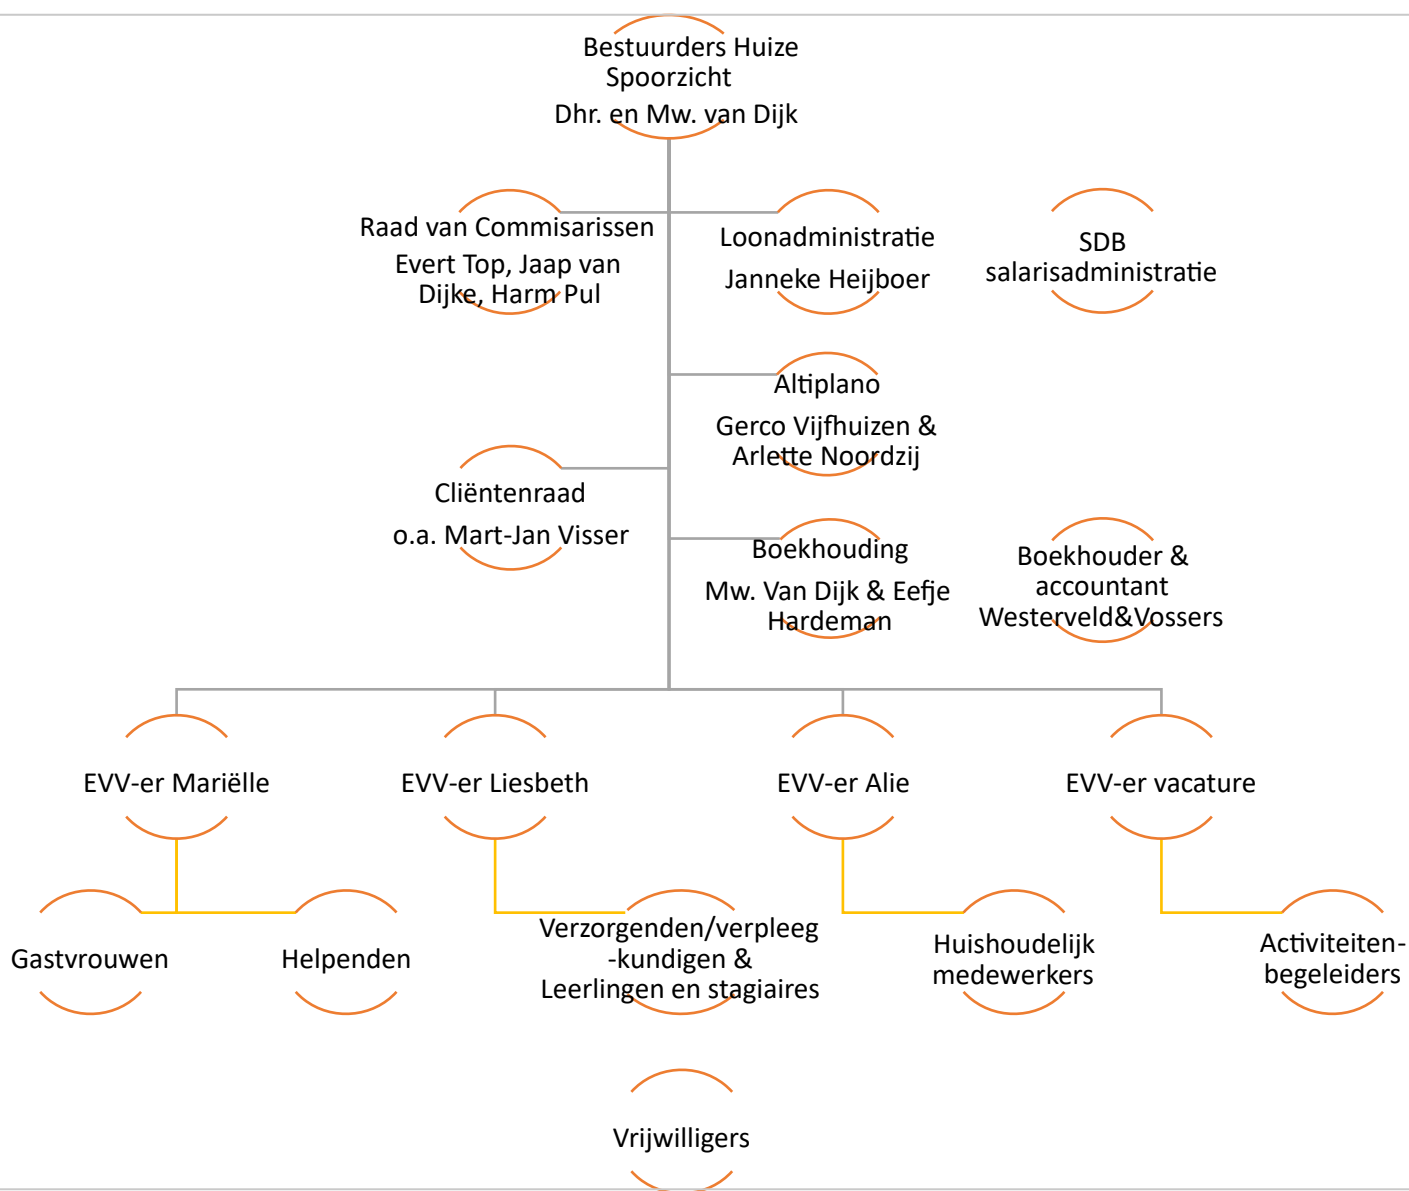 Bestuurders Huize
Spoorzicht
Dhr. en Mw. van Dijk
Raad van Commisarissen
Evert Top, Jaap van
Dijke, Harm Pul
Loonadministratie
Janneke Heijboer
SDB
salarisadministratie
Altiplano
Gerco Vijfhuizen &
Arlette Noordzij
Cliëntenraad
o.a. Mart-Jan Visser
Boekhouding
Mw. Van Dijk & Eefje
Hardeman
Boekhouder &
accountant
Westerveld&Vossers
EVV-er Mariëlle
EVV-er Liesbeth
EVV-er Alie
EVV-er vacature
Gastvrouwen
Helpenden
Verzorgenden/verpleeg
-kundigen &
Leerlingen en stagiaires
Huishoudelijk
medewerkers
Activiteiten-
begeleiders
Vrijwilligers